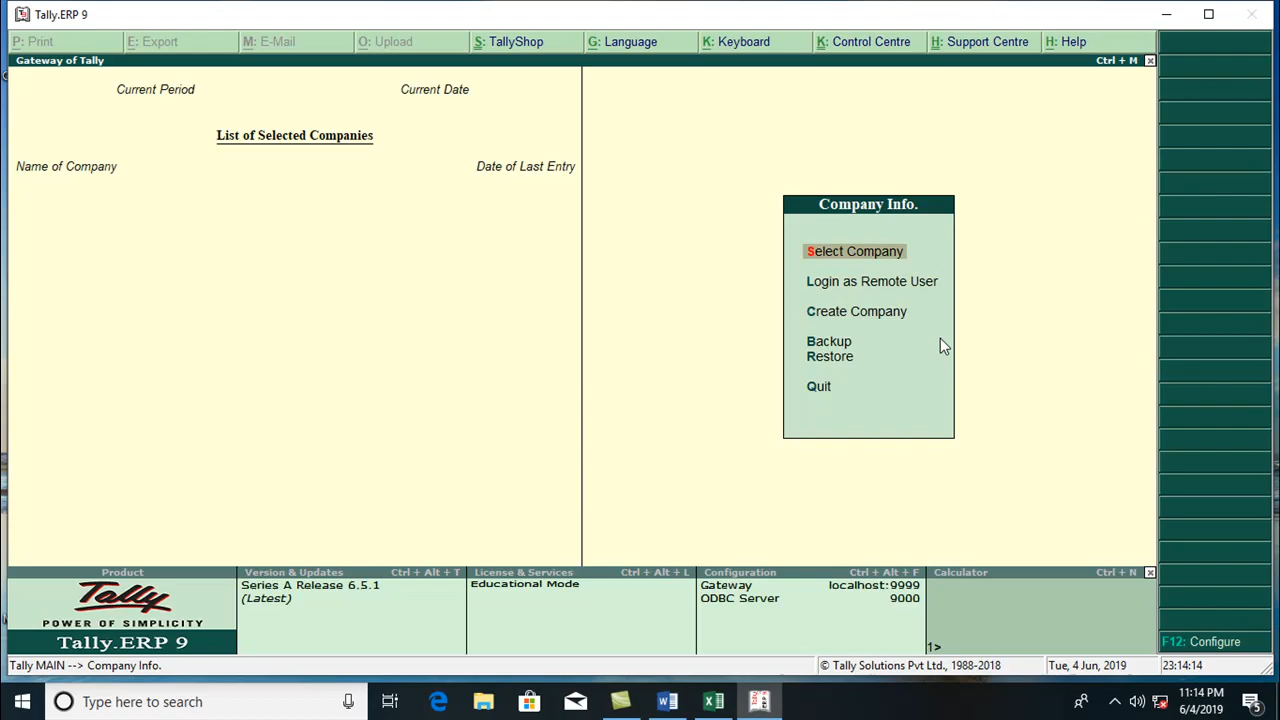 Tally.ERP 9
P: Print
E: Export
M: E-Mail
O: Upload
S: TallyShop
G: Language
K: Keyboard
K: Control Centre
H: Support Centre
H: Help
Gateway of Tally
Ctrl + M
Current Period
Current Date
List of Selected Companies
Name of Company
Date of Last Entry
Company Info.
Select Company
Login as Remote User
Create Company
Backup
Restore
Quit
Product
Tally
POWER OF SIMPLICITY
Tally.ERP 9
Version & Updates
Ctrl + Alt + T
Series A Release 6.5.1
(Latest)
License & Services
Ctrl + Alt + L
Educational Mode
Configuration
Ctrl + Alt + F
Gateway
localhost:9999
ODBC Server
9000
Calculator
Ctrl + N
1>
F12: Configure
Tally MAIN --> Company Info.
© Tally Solutions Pvt Ltd., 1988-2018
Tue, 4 Jun, 2019
23:14:14
Type here to search
11:14 PM
6/4/2019
5